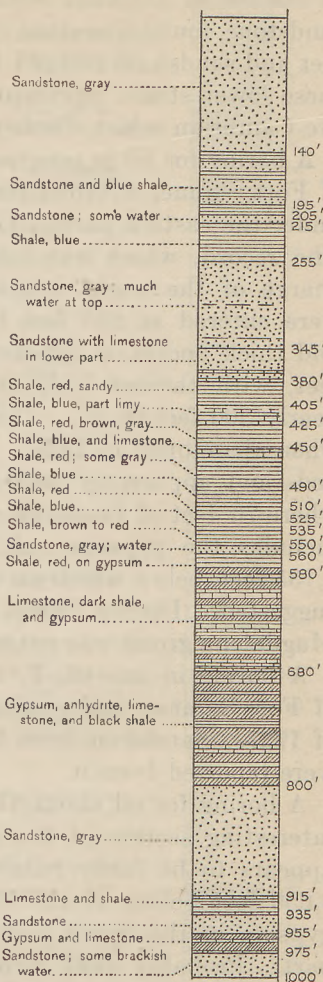 Sandstone, gray
140'
Sandstone and blue shale
195'
Sandstone; some water
205'
215'
Shale, blue
255'
Sandstone, gray; much
water at top
Sandstone with limestone
in lower part
345'
Shale, red, sandy
380'
Shale, blue, part limy
405'
Shale, red, brown, gray
425'
Shale, blue, and limestone
450'
Shale, red; some gray
Shale, blue
490'
Shale, red
510'
Shale, blue
525'
Shale, brown to red
535'
Sandstone, gray; water
550'
560'
Shale, red, on gypsum
580'
Limestone, dark shale,
and gypsum
680'
Gypsum, anhydrite, lime-
stone, and black shale
800'
Sandstone, gray
Limestone and shale
915'
935'
Sandstone
955'
Gypsum and limestone
975'
Sandstone; some brackish
water
1,000'